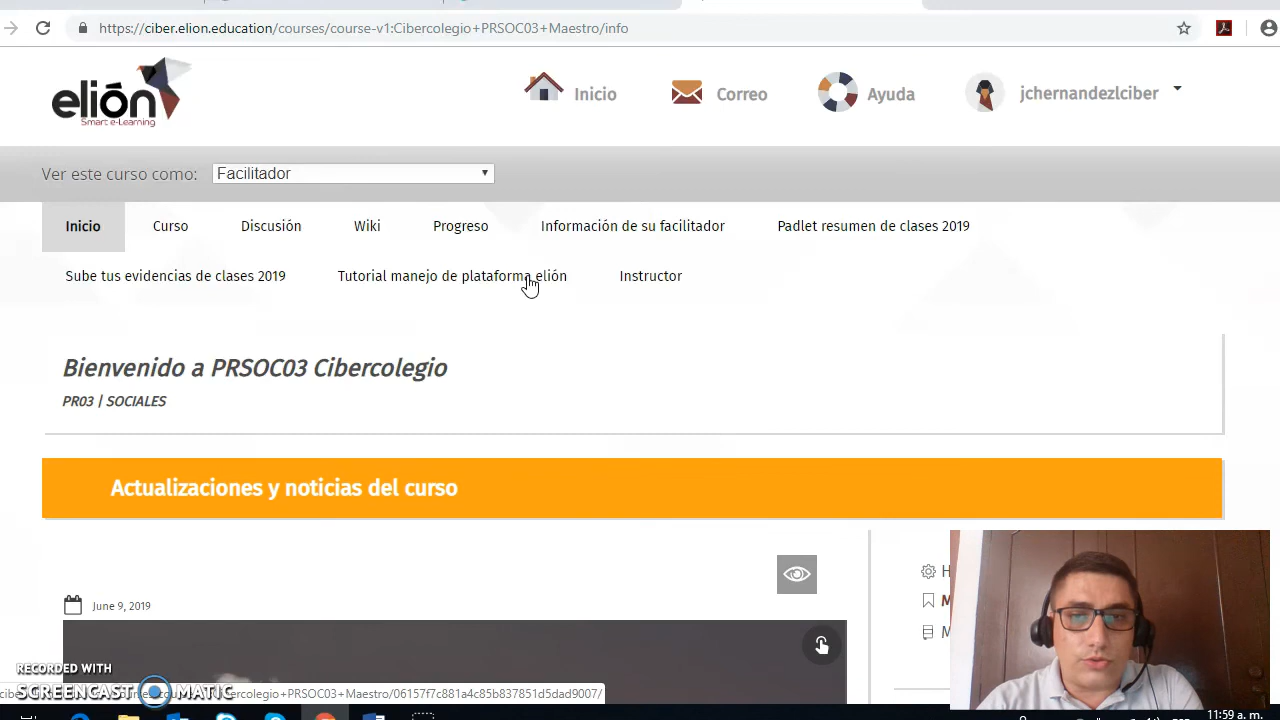 https://ciber.elion.education/courses/course-v1:Cibercolegio+PRSOC03+Maestro/info
elión
Smart e-Learning
Inicio
Correo
Ayuda
jchernandezlciber
Ver este curso como:
Facilitador
Inicio
Curso
Discusión
Wiki
Progreso
Información de su facilitador
Padlet resumen de clases 2019
Sube tus evidencias de clases 2019
Tutorial manejo de plataforma elión
Instructor
Bienvenido a PRSOC03 Cibercolegio
PR03 | SOCIALES
Actualizaciones y noticias del curso
June 9, 2019
H
M
M
RECORDED WITH
SCREENCAST MATIC
ercolegio+PRSOC03+Maestro/06157f7c881a4c85b837851d5dad9007/
11:59 a. m.